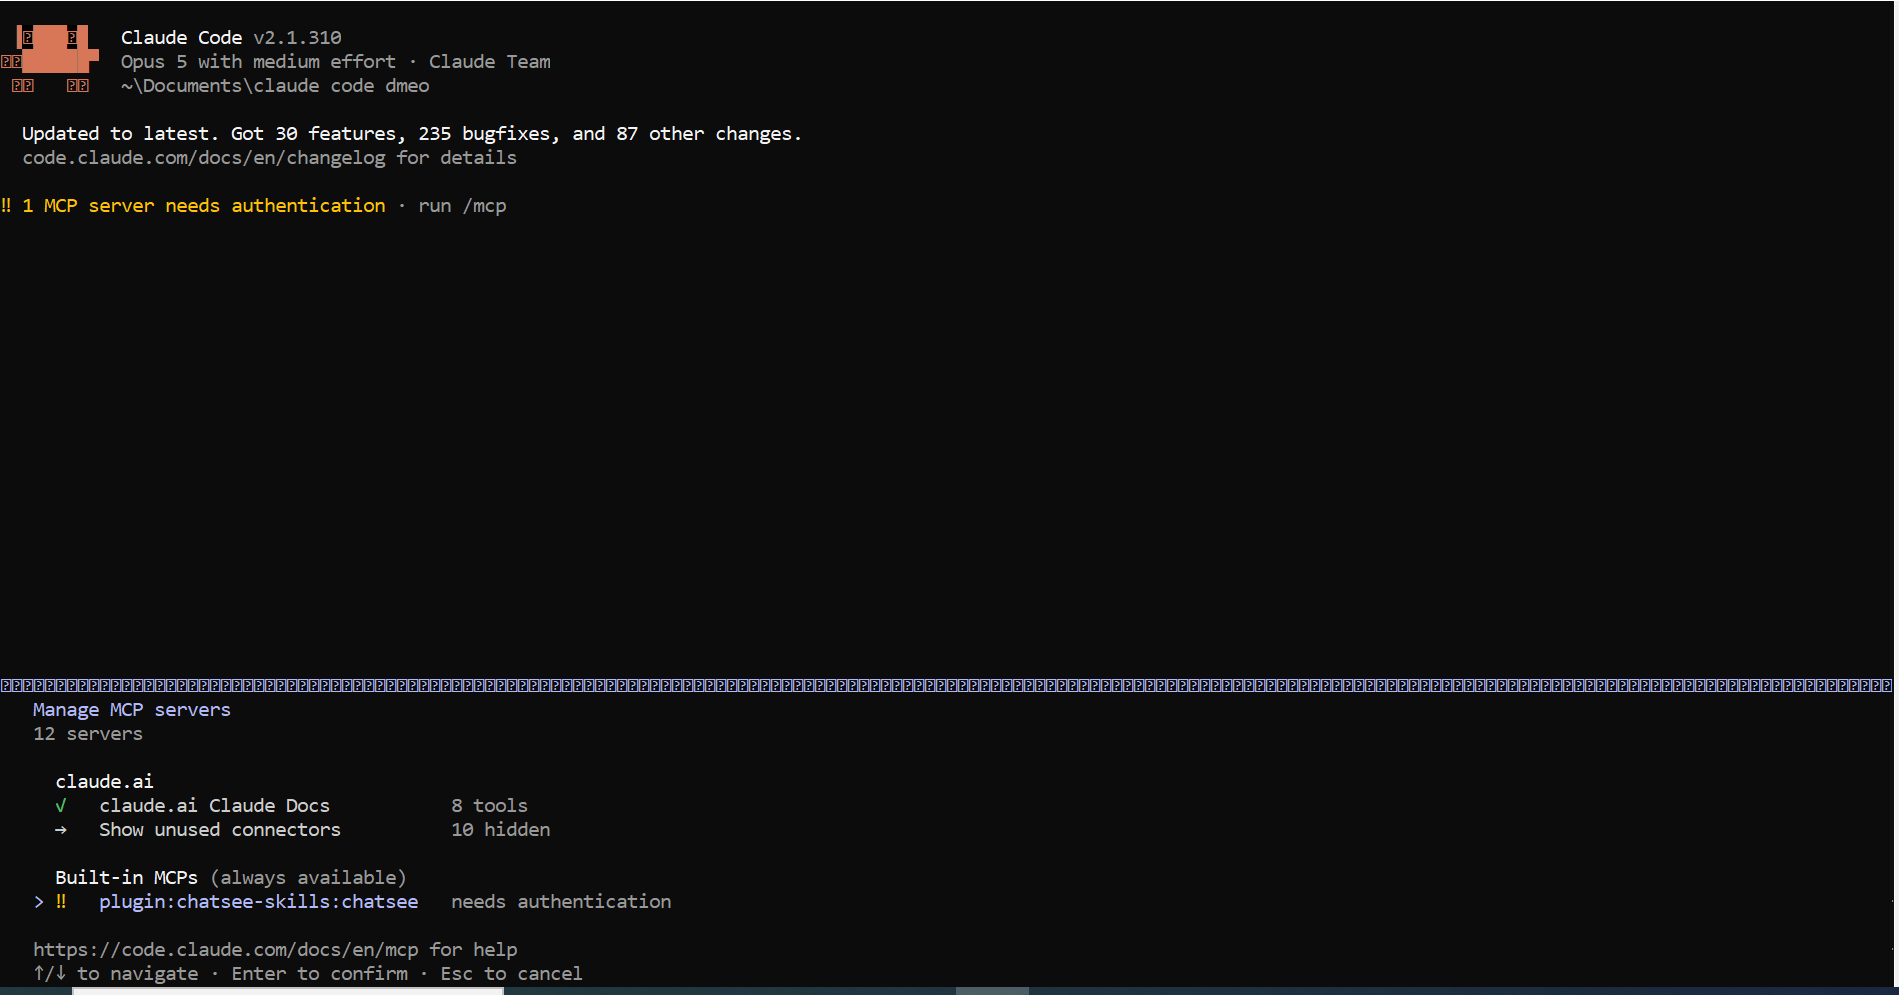 Claude Code v2.1.310
Opus 5 with medium effort · Claude Team
~\Documents\claude code dmeo
Updated to latest. Got 30 features, 235 bugfixes, and 87 other changes.
code.claude.com/docs/en/changelog for details
‼ 1 MCP server needs authentication · run /mcp
Manage MCP servers
12 servers
claude.ai
√ claude.ai Claude Docs 8 tools
→ Show unused connectors 10 hidden
Built-in MCPs (always available)
> ‼ plugin:chatsee-skills:chatsee needs authentication
https://code.claude.com/docs/en/mcp for help
↑/↓ to navigate · Enter to confirm · Esc to cancel